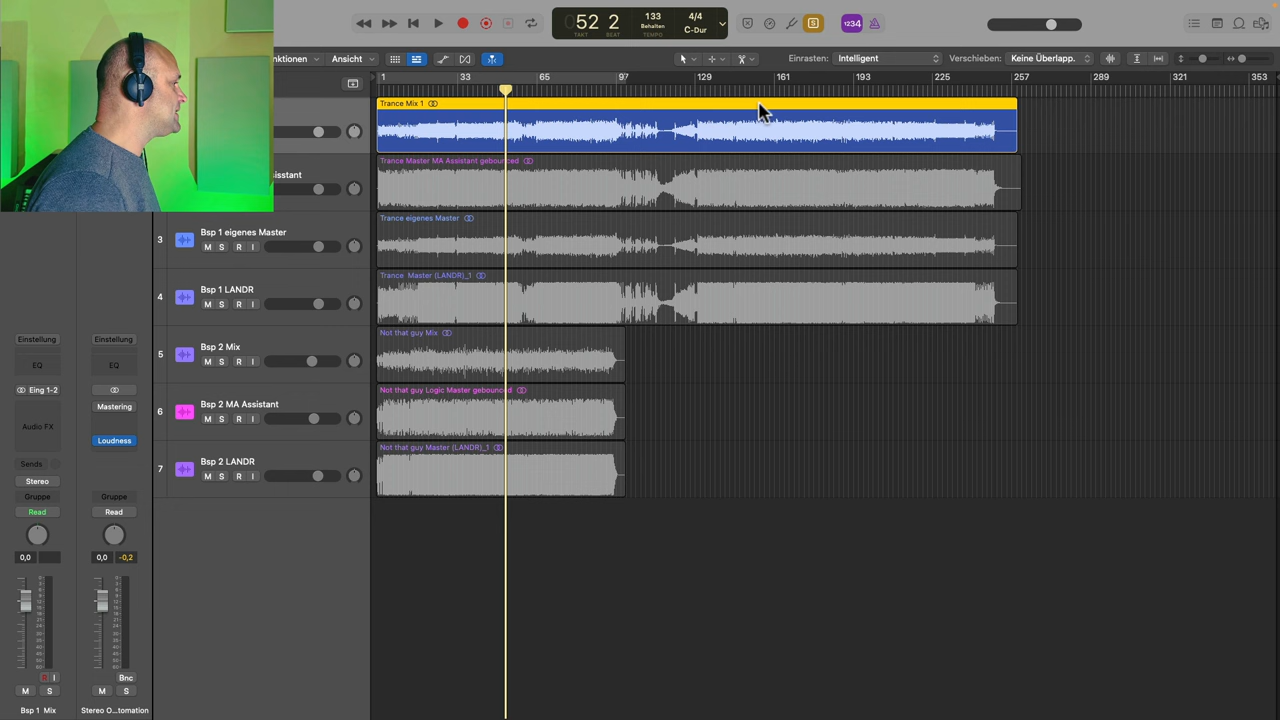 52 2
TAKT BEAT
133
Behalten
TEMPO
4/4
C-Dur
1234
nktionen
Ansicht
Einrasten: Intelligent
Verschieben: Keine Überlapp.
1 33 65 97 129 161 193 225 257 289 321 353
Trance Mix 1
sistant
Trance Master MA Assistant gebounced
3
Bsp 1 eigenes Master
M S R I
Trance eigenes Master
4
Bsp 1 LANDR
M S R I
Trance Master (LANDR)_1
5
Bsp 2 Mix
M S R I
Not that guy Mix
6
Bsp 2 MA Assistant
M S R I
Not that guy Logic Master gebounced
7
Bsp 2 LANDR
M S R I
Not that guy Master (LANDR)_1
Einstellung Einstellung
EQ EQ
Eing 1-2
Mastering
Audio FX
Loudness
Sends
Stereo
Gruppe Gruppe
Read Read
0,0 0,0 -0,2
R I Bnc
M S M S
Bsp 1 Mix Stereo O...tomation